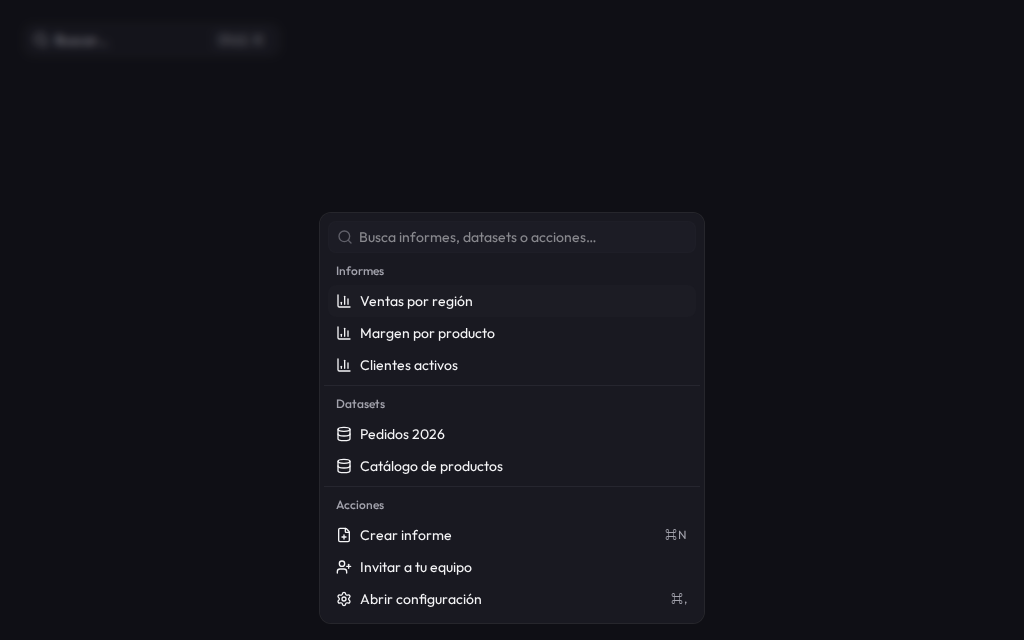 Busca informes, datasets o acciones…
Informes
Ventas por región
Margen por producto
Clientes activos
Datasets
Pedidos 2026
Catálogo de productos
Acciones
Crear informe ⌘N
Invitar a tu equipo
Abrir configuración ⌘,